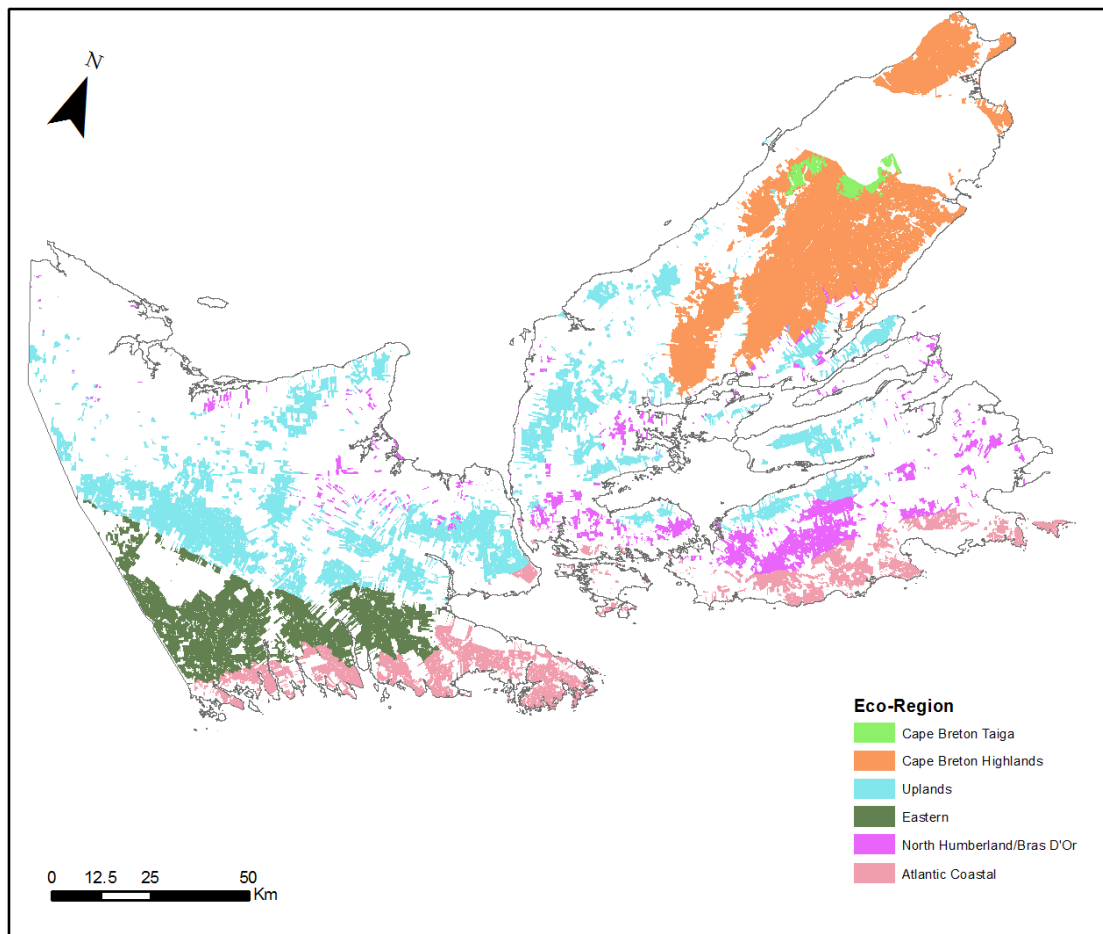 N
Eco-Region
Cape Breton Taiga
Cape Breton Highlands
Uplands
Eastern
North Humberland/Bras D'Or
Atlantic Coastal
0 12.5 25 50
Km